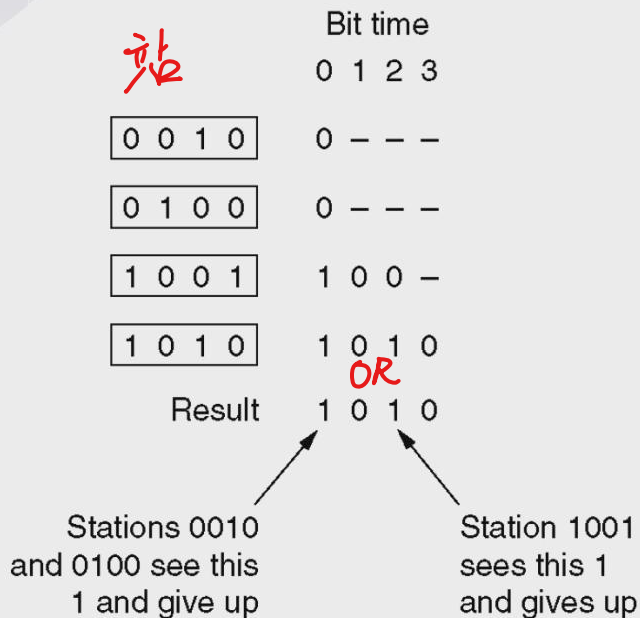 Bit time
站
0 1 2 3
0 0 1 0 0 – – –
0 1 0 0 0 – – –
1 0 0 1 1 0 0 –
1 0 1 0 1 0 1 0
OR
Result 1 0 1 0
Stations 0010
and 0100 see this
1 and give up
Station 1001
sees this 1
and gives up